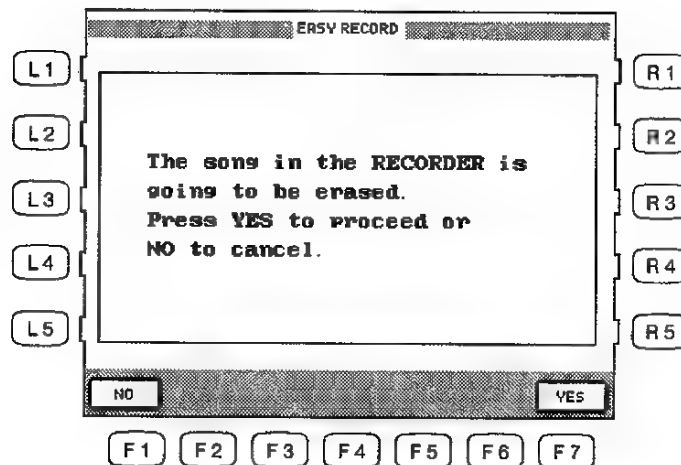 EASY RECORD
L1
R1
L2
R2
The song in the RECORDER is
L3
going to be erased.
R3
Press YES to proceed or
L4
NO to cancel.
R4
L5
R5
NO
YES
F1 F2 F3 F4 F5 F6 F7